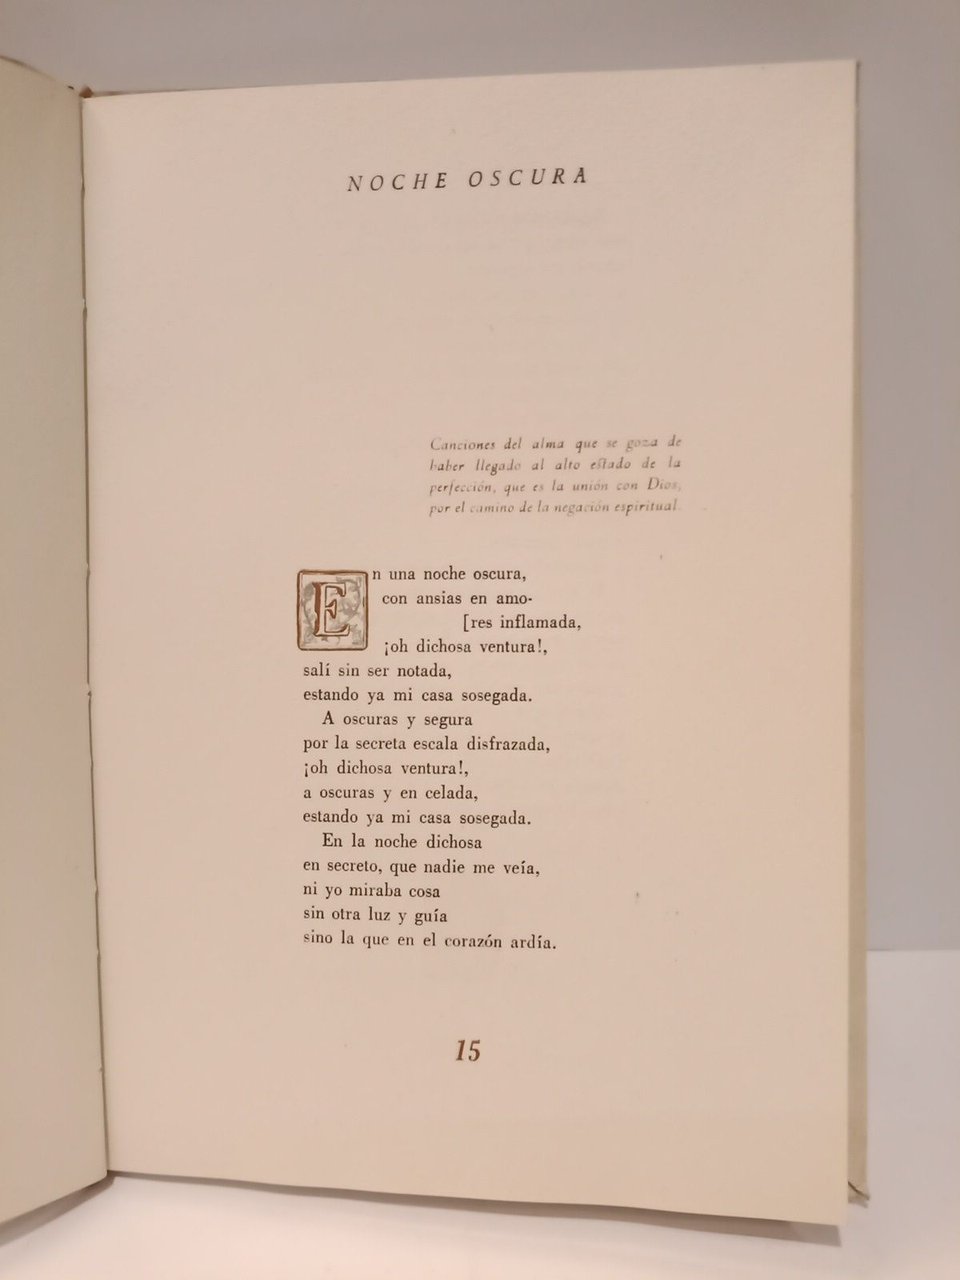 NOCHE OSCURA
Canciones del alma que se goza de
haber llegado al alto estado de la
perfección, que es la unión con Dios,
por el camino de la negación espiritual.
En una noche oscura,
con ansias en amo-
[res inflamada,
¡oh dichosa ventura!,
salí sin ser notada,
estando ya mi casa sosegada.
A oscuras y segura
por la secreta escala disfrazada,
¡oh dichosa ventura!,
a oscuras y en celada,
estando ya mi casa sosegada.
En la noche dichosa
en secreto, que nadie me veía,
ni yo miraba cosa
sin otra luz y guía
sino la que en el corazón ardía.
15